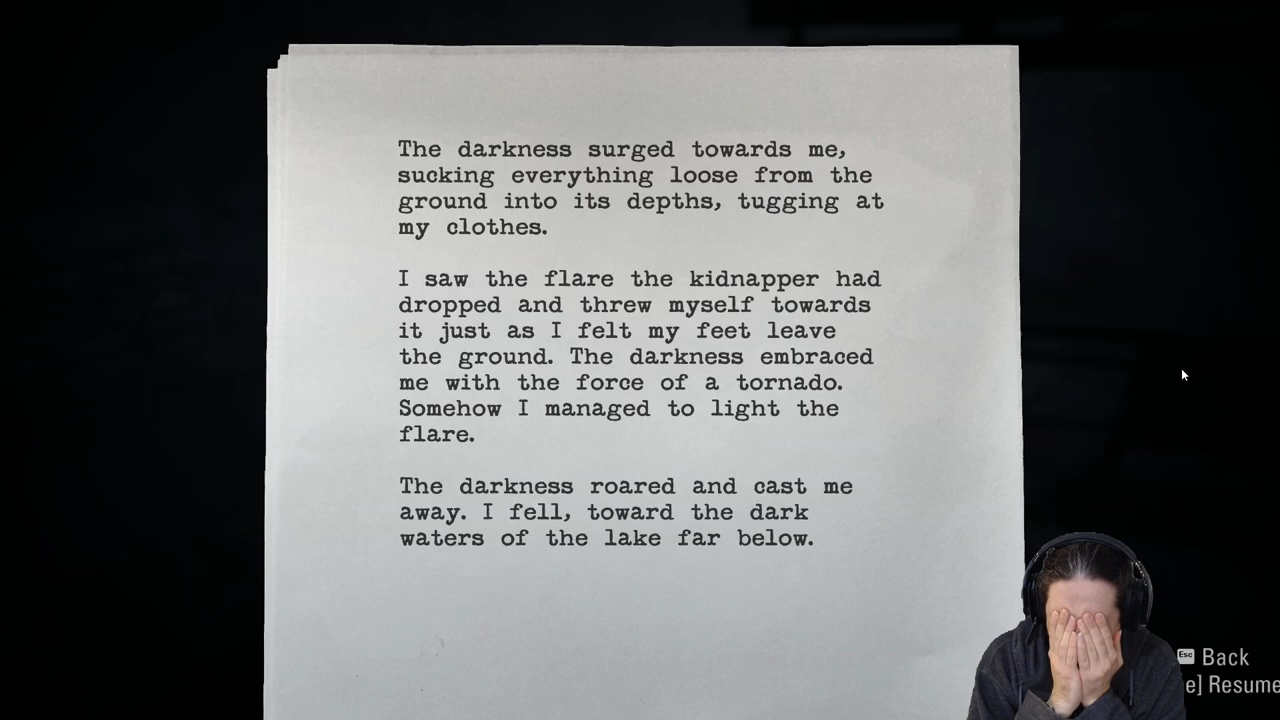 The darkness surged towards me,
sucking everything loose from the
ground into its depths, tugging at
my clothes.
I saw the flare the kidnapper had
dropped and threw myself towards
it just as I felt my feet leave
the ground. The darkness embraced
me with the force of a tornado.
Somehow I managed to light the
flare.
The darkness roared and cast me
away. I fell, toward the dark
waters of the lake far below.
Esc Back
e] Resume